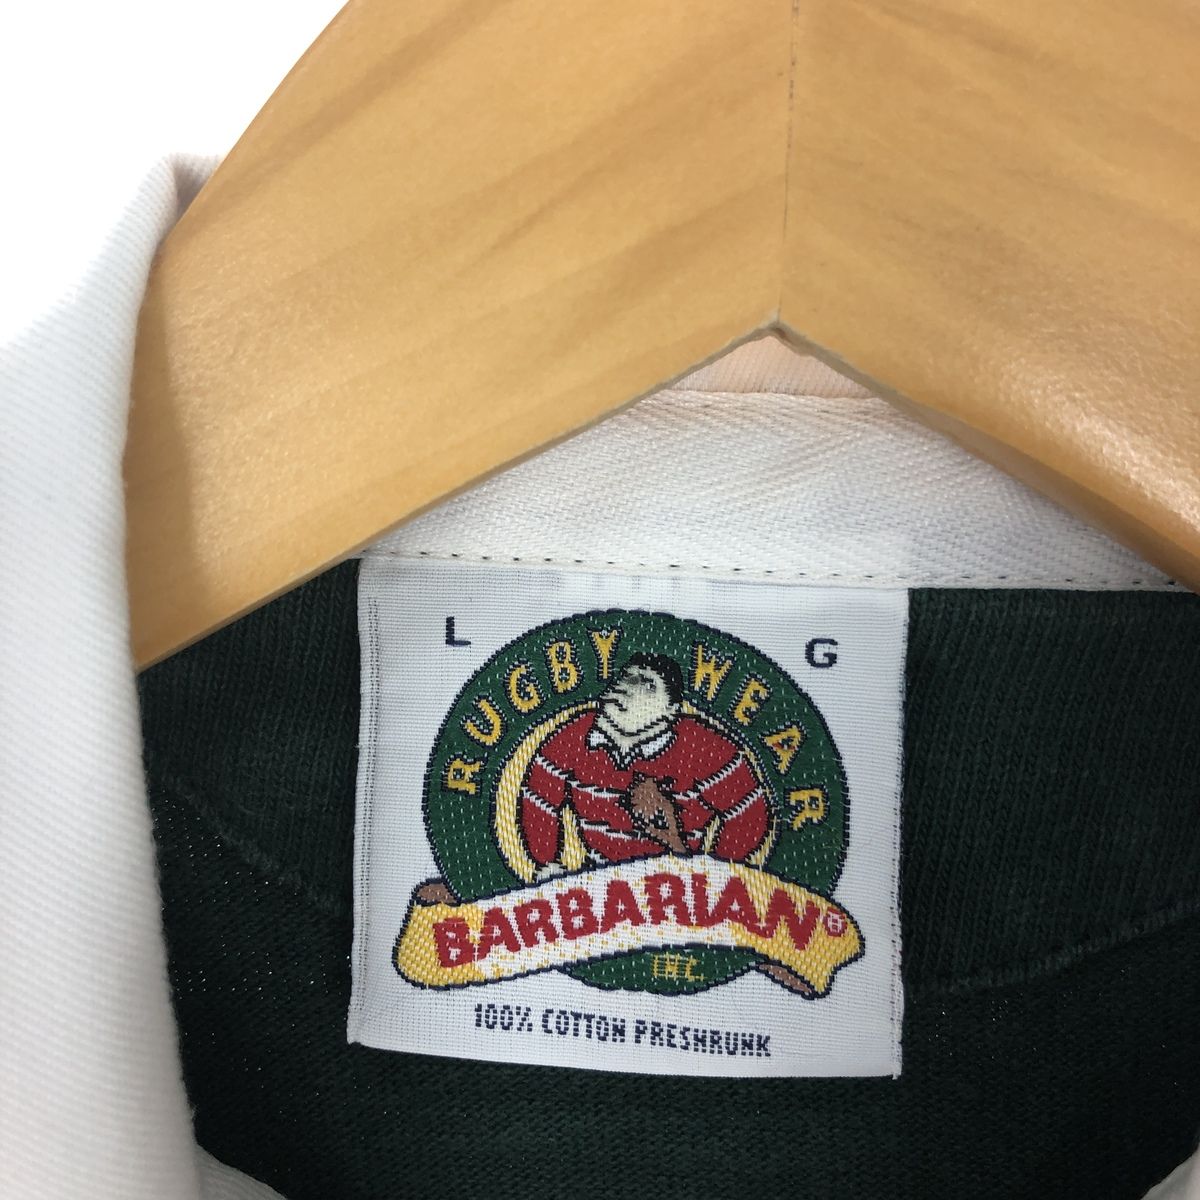 L G
RUGBY WEAR
BARBARIAN®
INC.
100% COTTON PRESHRUNK